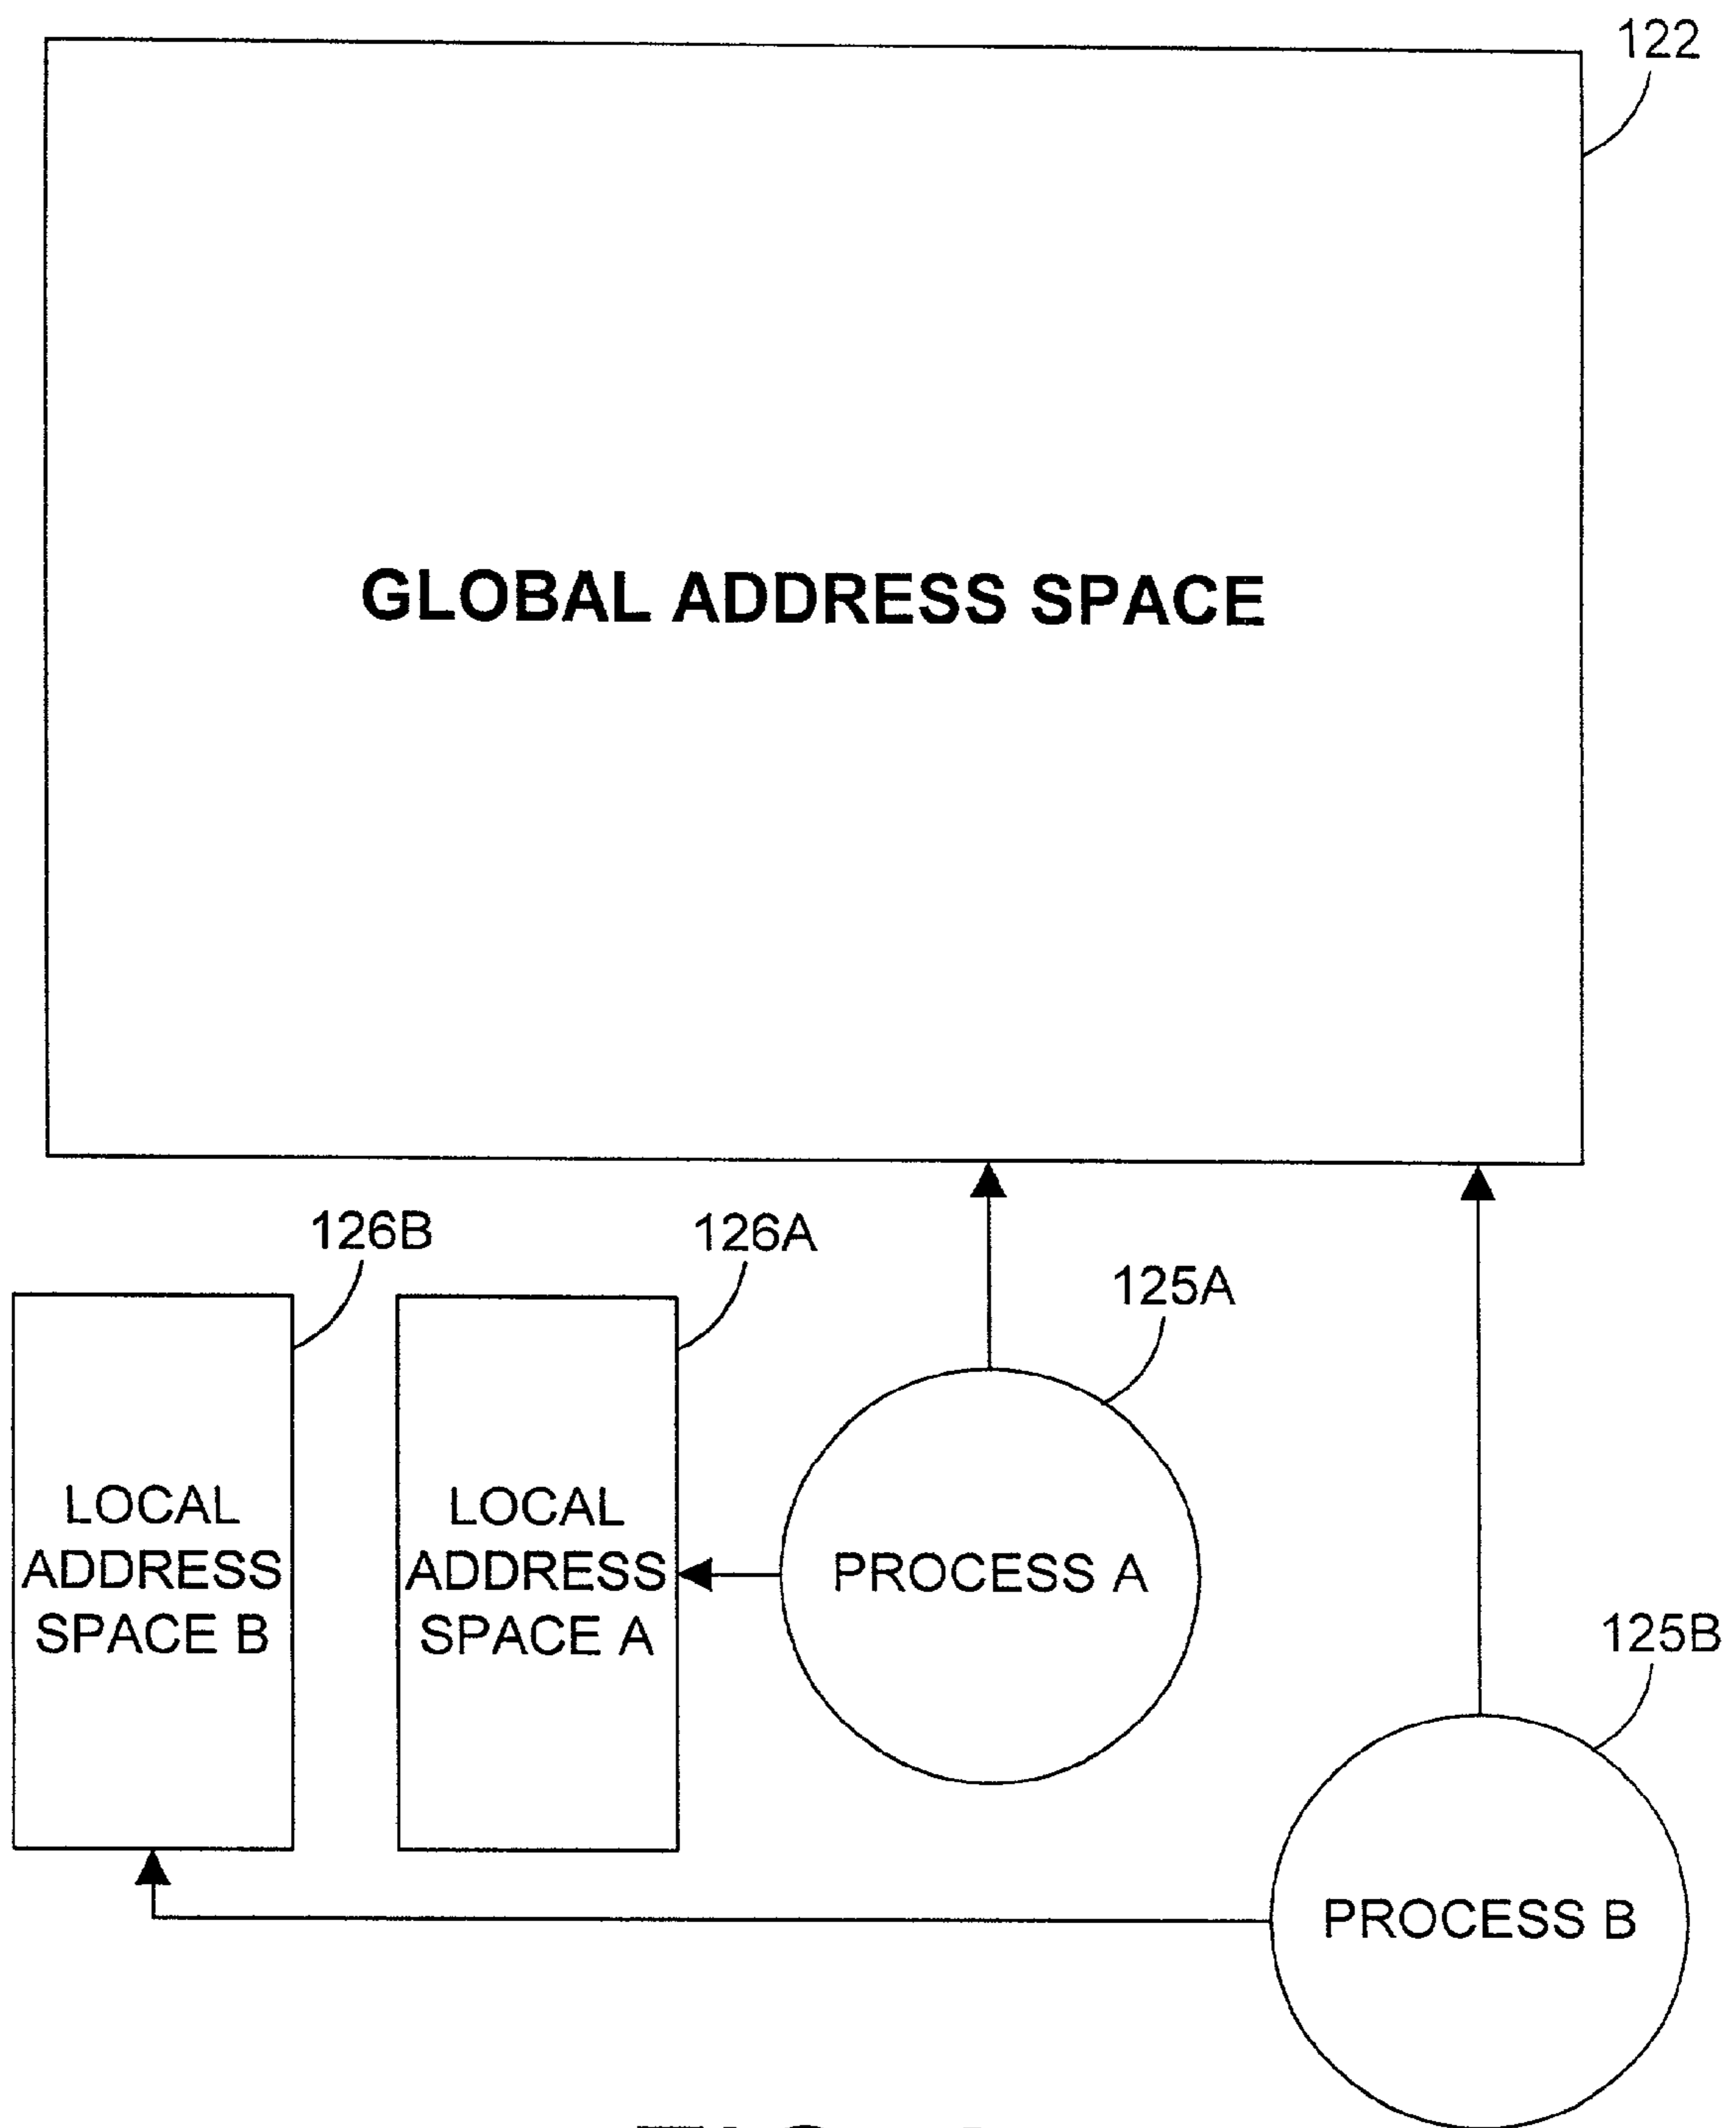 122
GLOBAL ADDRESS SPACE
126B
126A
125A
LOCAL
ADDRESS
SPACE B
LOCAL
ADDRESS
SPACE A
PROCESS A
125B
PROCESS B